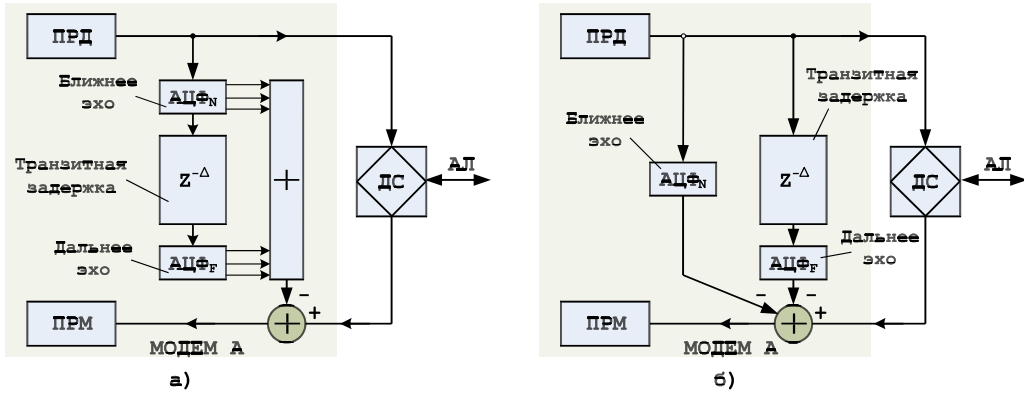 ПРД
Ближнее
эхо
АЦФN
Транзитная
задержка
Z-Δ
+
ДС
АЛ
Дальнее
эхо
АЦФF
−
+
+
ПРМ
МОДЕМ А
а)
ПРД
Транзитная
задержка
Ближнее
эхо
АЦФN
Z-Δ
ДС
АЛ
Дальнее
эхо
АЦФF
−
−
+
+
ПРМ
МОДЕМ А
б)